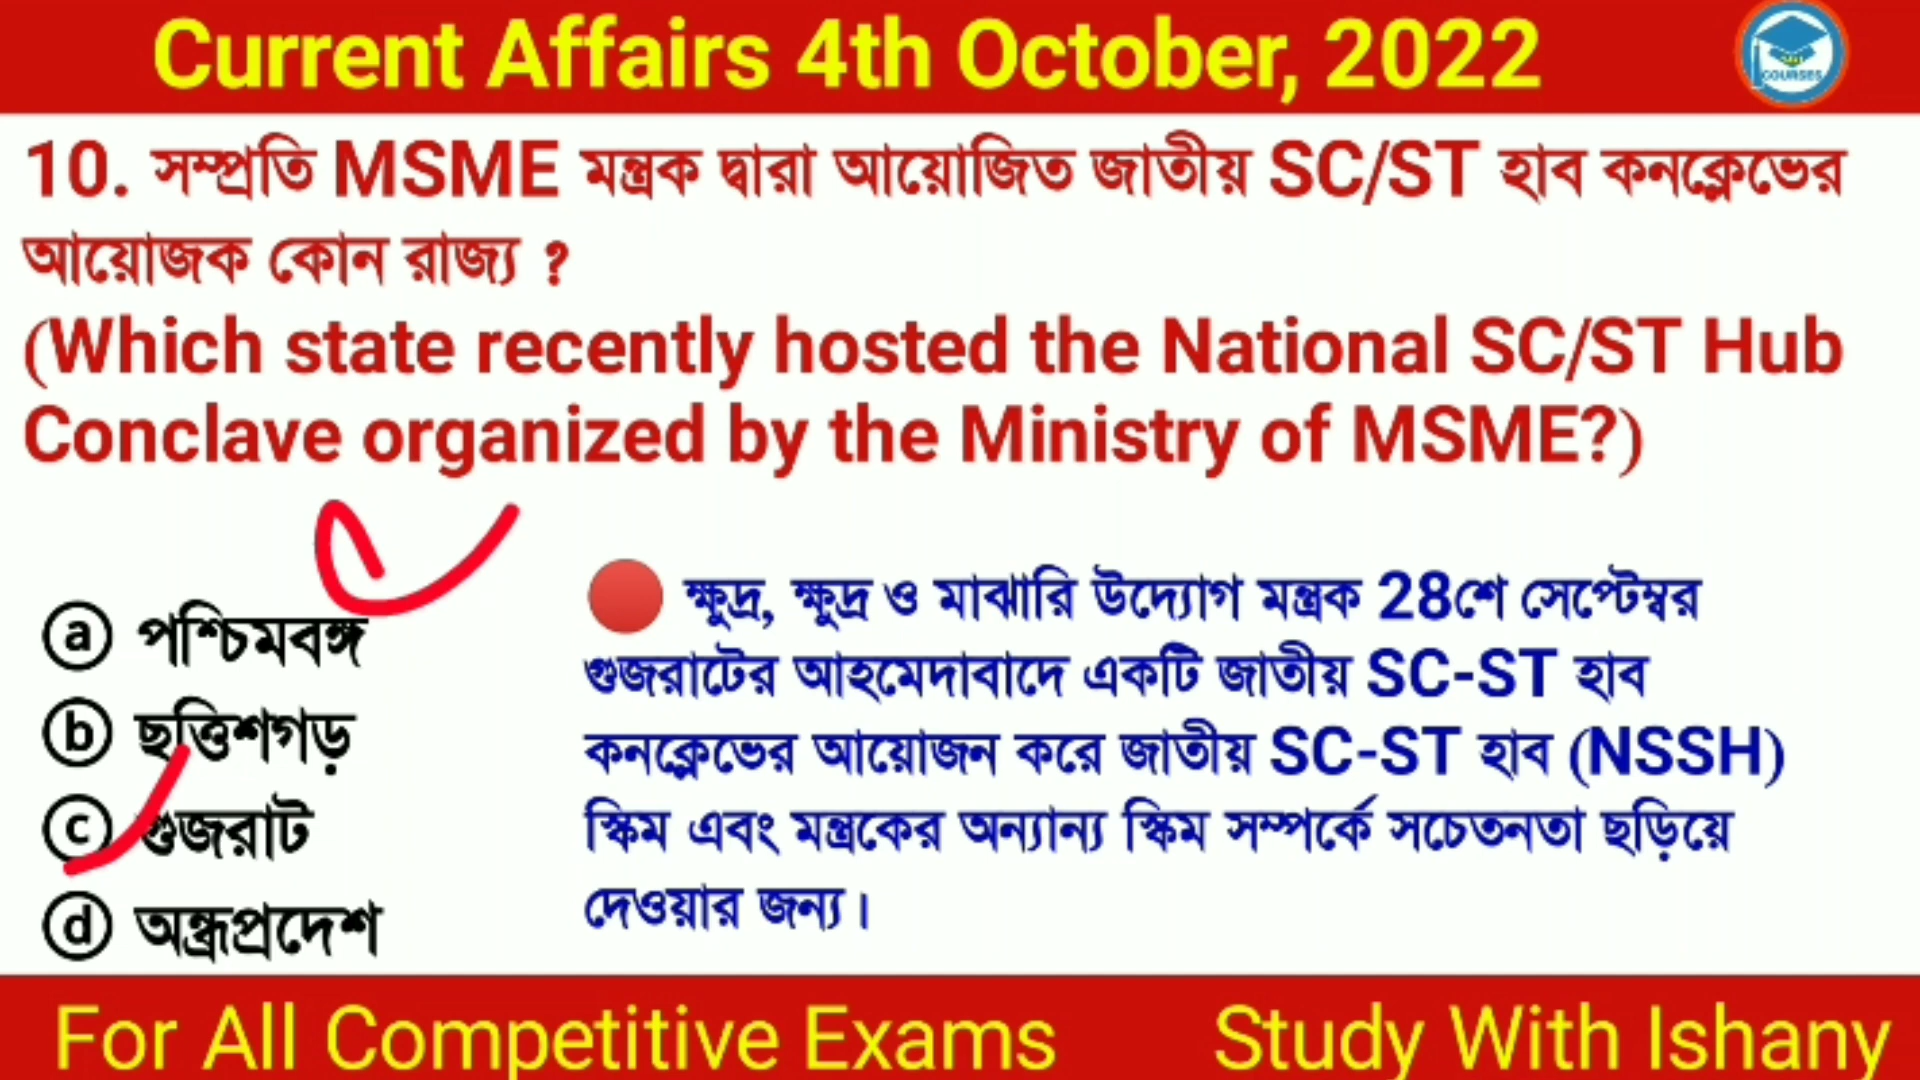 Current Affairs 4th October, 2022
COURSES
10. সম্প্রতি MSME মন্ত্রক দ্বারা আয়োজিত জাতীয় SC/ST হাব কনক্লেভের
আয়োজক কোন রাজ্য ?
(Which state recently hosted the National SC/ST Hub
Conclave organized by the Ministry of MSME?)
ⓐ পশ্চিমবঙ্গ
ⓑ ছত্তিশগড়
ⓒ গুজরাট
ⓓ অন্ধ্রপ্রদেশ
ক্ষুদ্র, ক্ষুদ্র ও মাঝারি উদ্যোগ মন্ত্রক 28শে সেপ্টেম্বর
গুজরাটের আহমেদাবাদে একটি জাতীয় SC-ST হাব
কনক্লেভের আয়োজন করে জাতীয় SC-ST হাব (NSSH)
স্কিম এবং মন্ত্রকের অন্যান্য স্কিম সম্পর্কে সচেতনতা ছড়িয়ে
দেওয়ার জন্য।
For All Competitive Exams
Study With Ishany